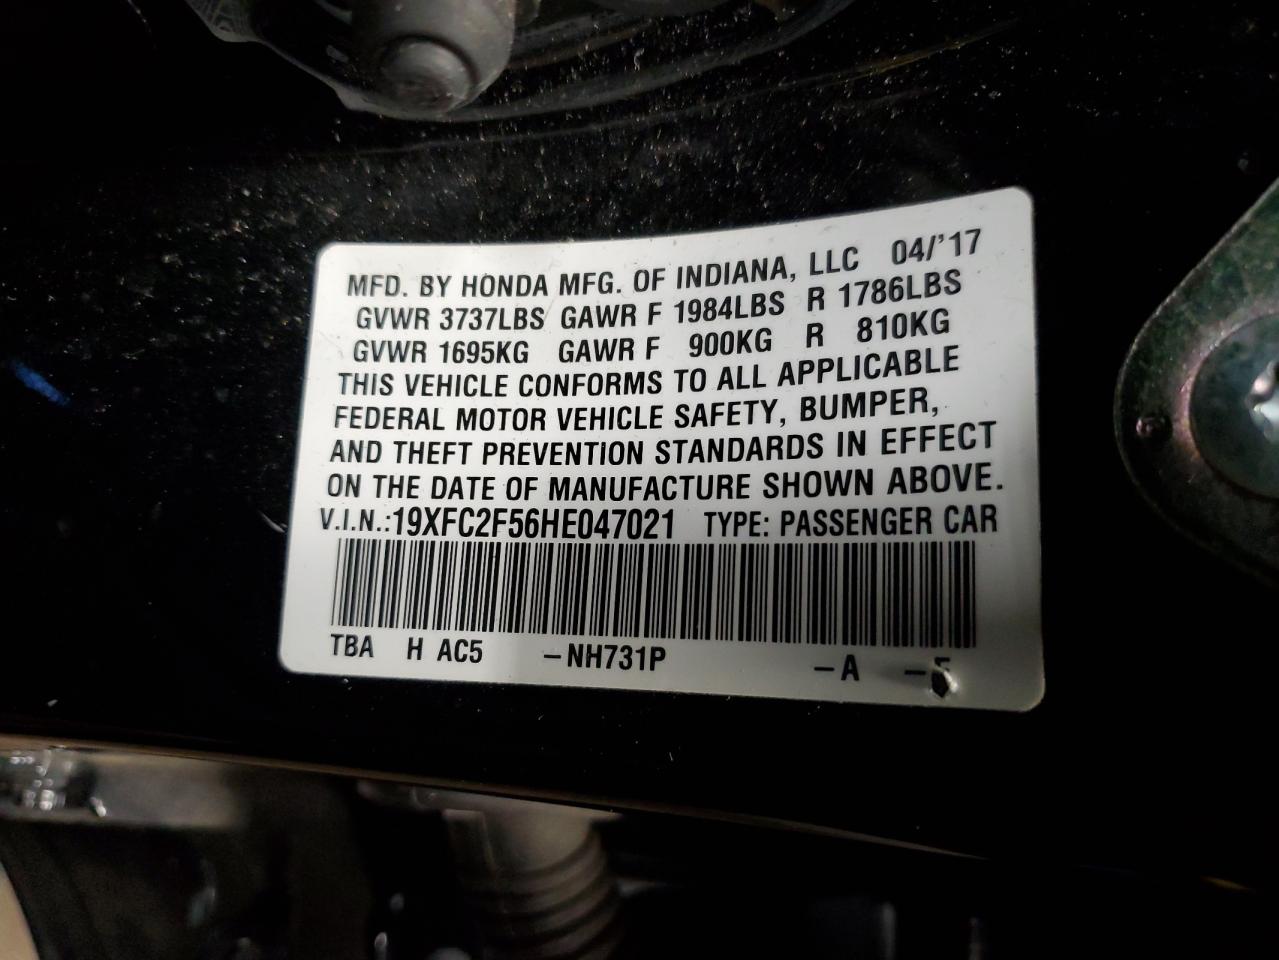 MFD. BY HONDA MFG. OF INDIANA, LLC 04/'17
GVWR 3737LBS GAWR F 1984LBS R 1786LBS
GVWR 1695KG GAWR F 900KG R 810KG
THIS VEHICLE CONFORMS TO ALL APPLICABLE
FEDERAL MOTOR VEHICLE SAFETY, BUMPER,
AND THEFT PREVENTION STANDARDS IN EFFECT
ON THE DATE OF MANUFACTURE SHOWN ABOVE.
V.I.N.:19XFC2F56HE047021 TYPE: PASSENGER CAR
TBA H AC5 –NH731P –A –